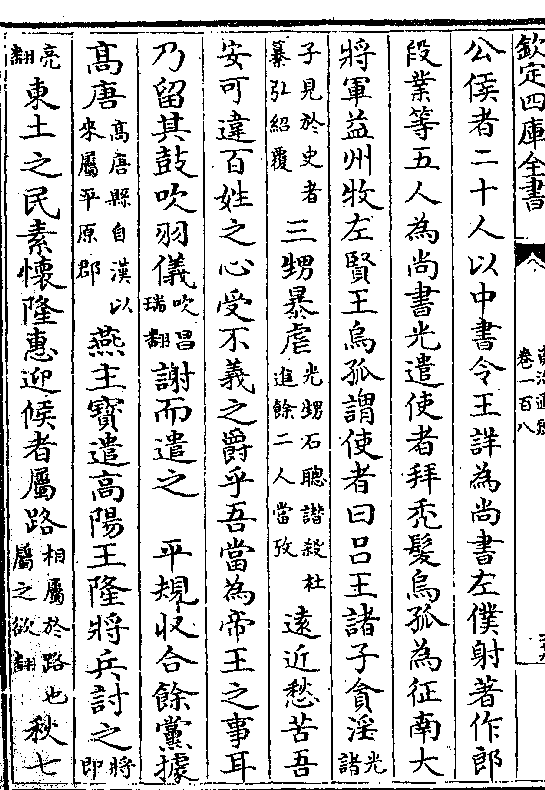 欽定四庫全書
卷一百八
公侯者二十人以中書令王詳為尚書左僕射著作郎
段業等五人為尚書光遣使者拜禿髮烏孤為征南大
將軍益州牧左賢王烏孤謂使者曰呂王諸子貪淫光諸
子見於史者纂弘紹覆三甥暴虐光甥石聰譖殺杜進餘二人當攷遠近愁苦吾
安可違百姓之心受不義之爵乎吾當為帝王之事耳
乃留其鼓吹羽儀吹昌瑞翻謝而遣之 平規收合餘黨據
高唐高唐縣自漢以來屬平原郡燕主寶遣高陽王隆將兵討之將即
亮翻東土之民素懷隆惠迎候者屬路相屬於路也屬之欲翻秋七